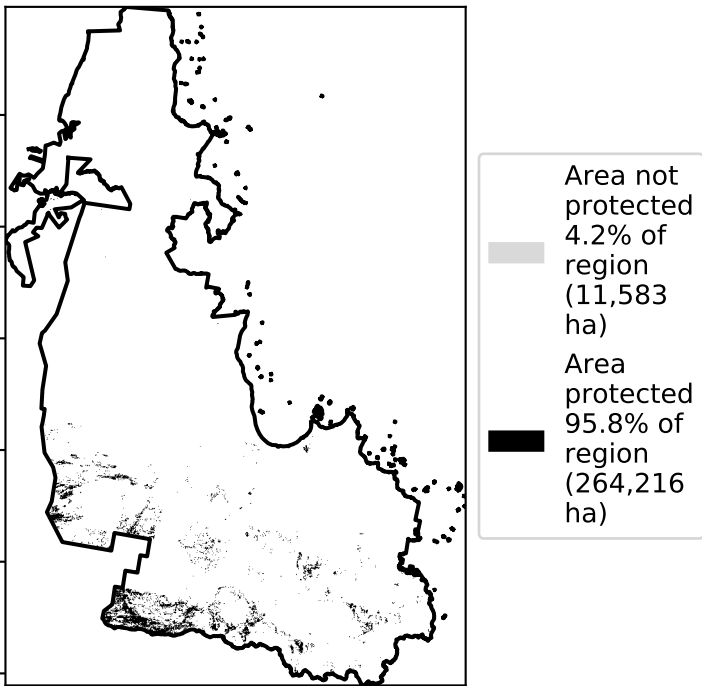 Area not
protected
4.2% of
region
(11,583
ha)
Area
protected
95.8% of
region
(264,216
ha)